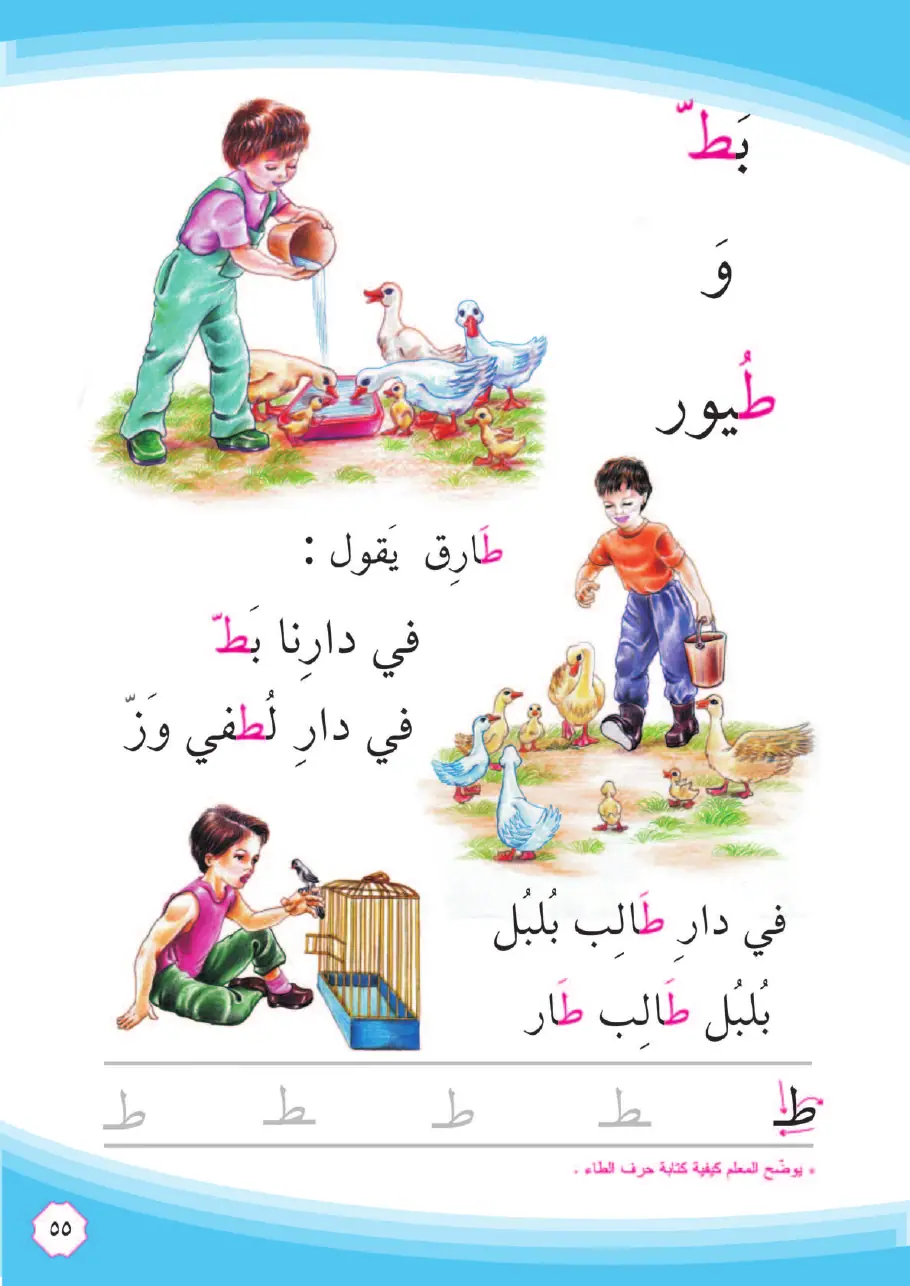 بَطّ
وَ
طُيور
طَارِق يَقول :
في دارِنا بَطّ
في دارِ لُطفي وَزّ
في دارِ طَالِب بُلبُل
بُلبُل طَالِب طَار
ط ط ط ط ط
* يوضّح المعلم كيفية كتابة حرف الطاء .
٥٥